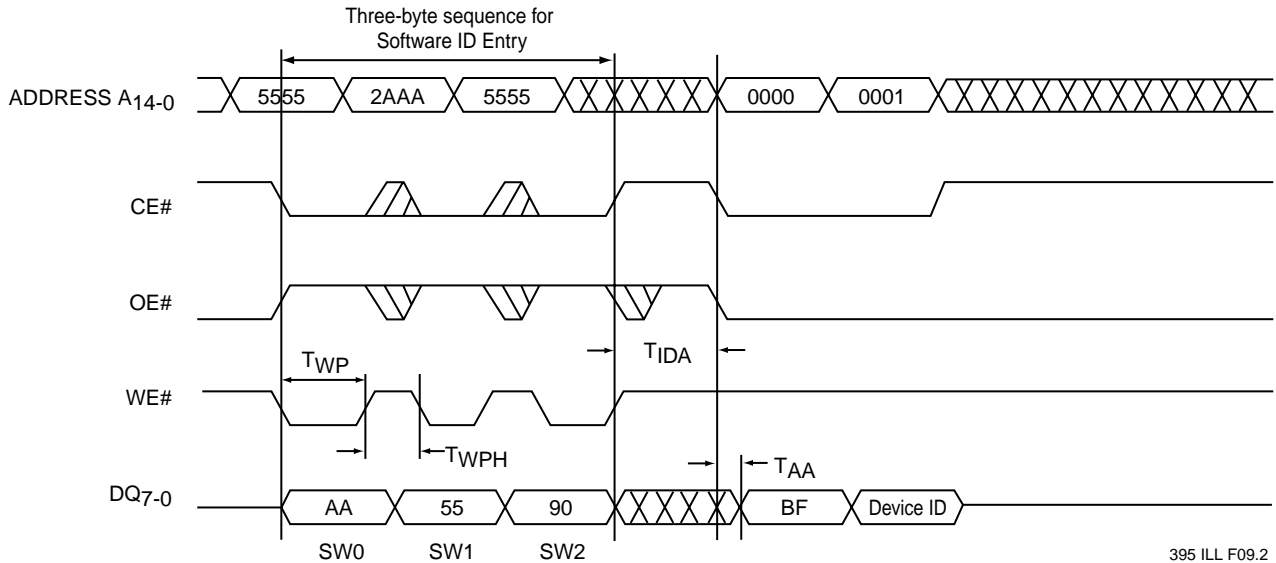 Three-byte sequence for
Software ID Entry
ADDRESS A14-0
5555 2AAA 5555 0000 0001
CE#
OE#
TWP
TIDA
WE#
TWPH
TAA
DQ7-0
AA 55 90 BF Device ID
SW0 SW1 SW2
395 ILL F09.2